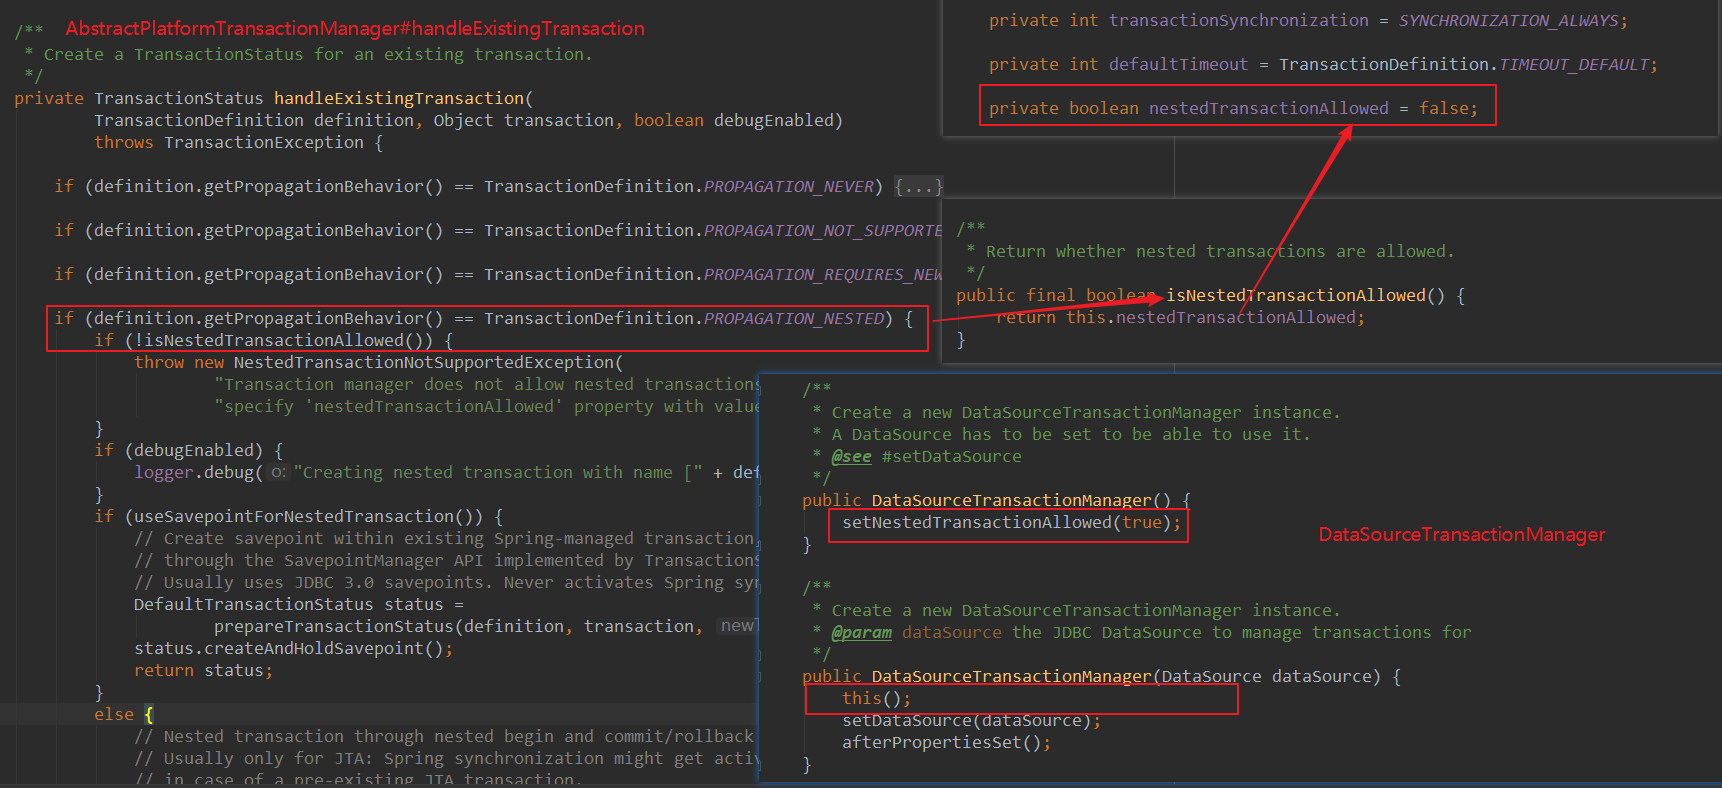 /** AbstractPlatformTransactionManager#handleExistingTransaction
* Create a TransactionStatus for an existing transaction.
*/
private TransactionStatus handleExistingTransaction(
TransactionDefinition definition, Object transaction, boolean debugEnabled)
throws TransactionException {
if (definition.getPropagationBehavior() == TransactionDefinition.PROPAGATION_NEVER) {...}
if (definition.getPropagationBehavior() == TransactionDefinition.PROPAGATION_NOT_SUPPORTE
if (definition.getPropagationBehavior() == TransactionDefinition.PROPAGATION_REQUIRES_NEW
if (definition.getPropagationBehavior() == TransactionDefinition.PROPAGATION_NESTED) {
if (!isNestedTransactionAllowed()) {
throw new NestedTransactionNotSupportedException(
"Transaction manager does not allow nested transactions
"specify 'nestedTransactionAllowed' property with value
}
if (debugEnabled) {
logger.debug( o: "Creating nested transaction with name [" + def
}
if (useSavepointForNestedTransaction()) {
// Create savepoint within existing Spring-managed transaction,
// through the SavepointManager API implemented by TransactionS
// Usually uses JDBC 3.0 savepoints. Never activates Spring syn
DefaultTransactionStatus status =
prepareTransactionStatus(definition, transaction, newT
status.createAndHoldSavepoint();
return status;
}
else {
// Nested transaction through nested begin and commit/rollback
// Usually only for JTA: Spring synchronization might get activ
// in case of a pre-existing JTA transaction.
private int transactionSynchronization = SYNCHRONIZATION_ALWAYS;
private int defaultTimeout = TransactionDefinition.TIMEOUT_DEFAULT;
private boolean nestedTransactionAllowed = false;
/**
* Return whether nested transactions are allowed.
*/
public final boolean isNestedTransactionAllowed() {
return this.nestedTransactionAllowed;
}
/**
* Create a new DataSourceTransactionManager instance.
* A DataSource has to be set to be able to use it.
* @see #setDataSource
*/
public DataSourceTransactionManager() {
setNestedTransactionAllowed(true);
}
DataSourceTransactionManager
/**
* Create a new DataSourceTransactionManager instance.
* @param dataSource the JDBC DataSource to manage transactions for
*/
public DataSourceTransactionManager(DataSource dataSource) {
this();
setDataSource(dataSource);
afterPropertiesSet();
}